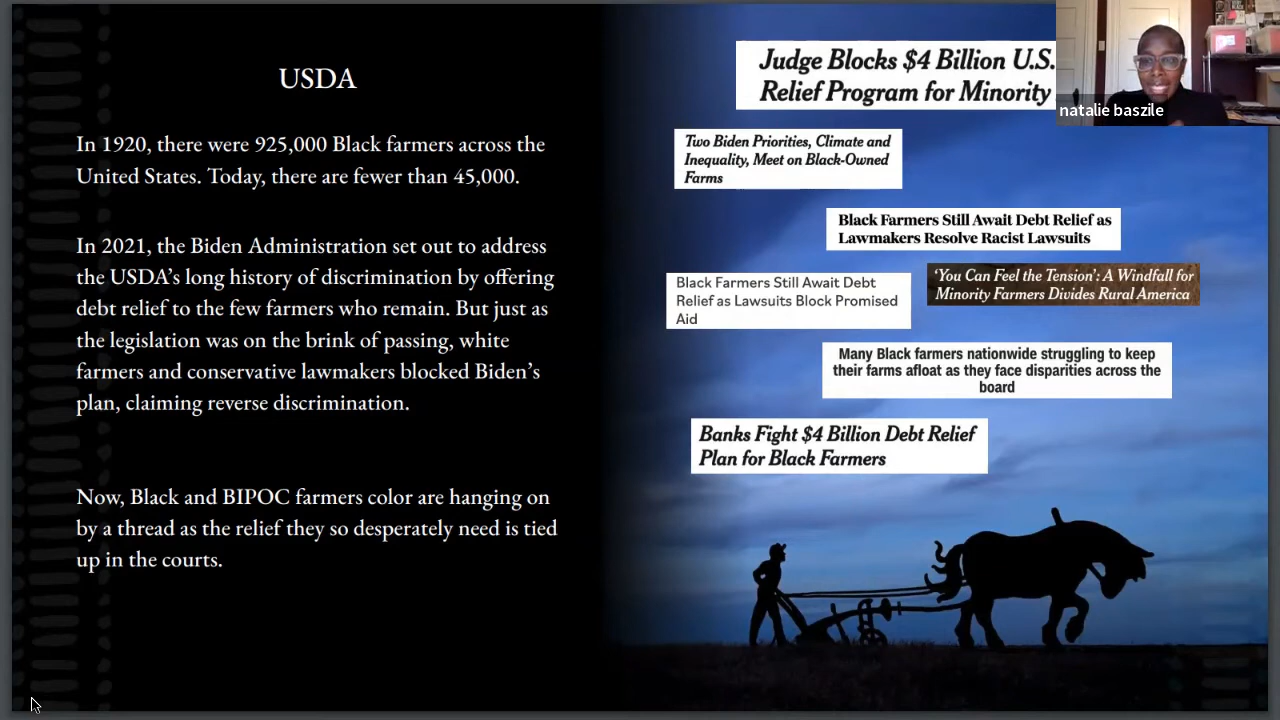 USDA
In 1920, there were 925,000 Black farmers across the
United States. Today, there are fewer than 45,000.
In 2021, the Biden Administration set out to address
the USDA’s long history of discrimination by offering
debt relief to the few farmers who remain. But just as
the legislation was on the brink of passing, white
farmers and conservative lawmakers blocked Biden’s
plan, claiming reverse discrimination.
Now, Black and BIPOC farmers color are hanging on
by a thread as the relief they so desperately need is tied
up in the courts.
Judge Blocks $4 Billion U.S.
Relief Program for Minority
natalie baszile
Two Biden Priorities, Climate and
Inequality, Meet on Black-Owned
Farms
Black Farmers Still Await Debt Relief as
Lawmakers Resolve Racist Lawsuits
Black Farmers Still Await Debt
Relief as Lawsuits Block Promised
Aid
‘You Can Feel the Tension’: A Windfall for
Minority Farmers Divides Rural America
Many Black farmers nationwide struggling to keep
their farms afloat as they face disparities across the
board
Banks Fight $4 Billion Debt Relief
Plan for Black Farmers